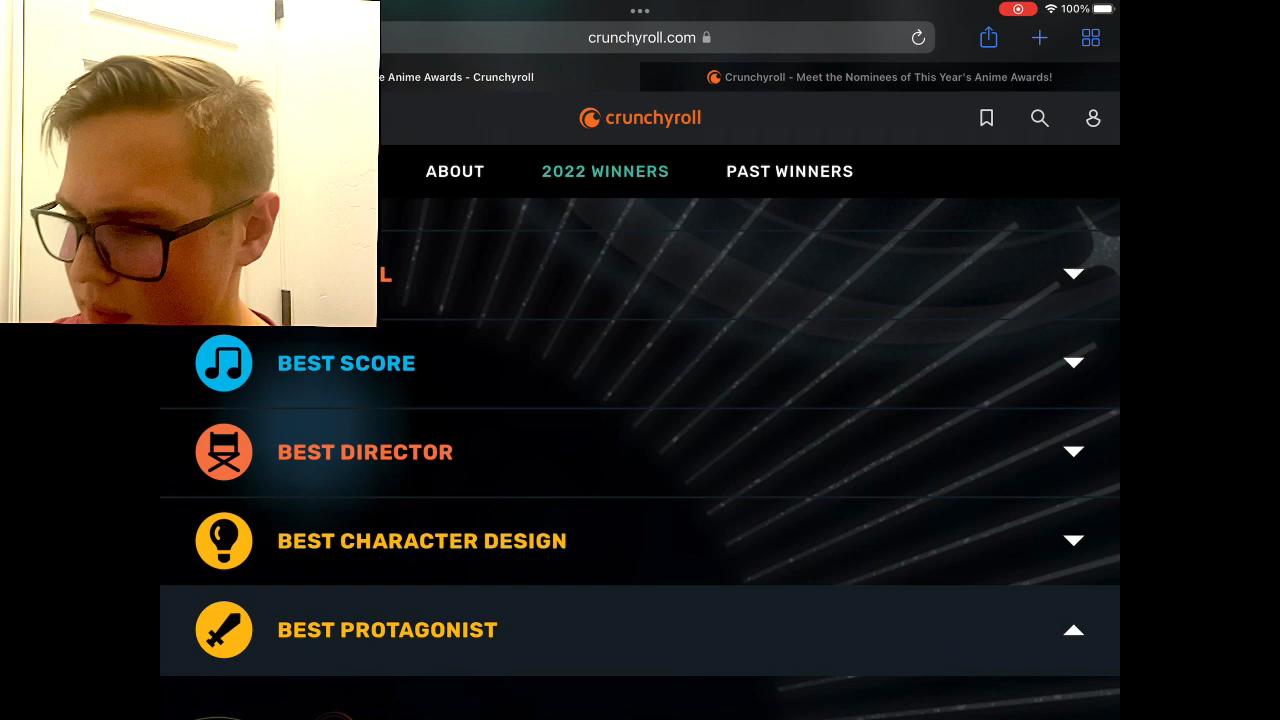 100%
crunchyroll.com
e Anime Awards - Crunchyroll
Crunchyroll - Meet the Nominees of This Year's Anime Awards!
crunchyroll
ABOUT 2022 WINNERS PAST WINNERS
L
BEST SCORE
BEST DIRECTOR
BEST CHARACTER DESIGN
BEST PROTAGONIST